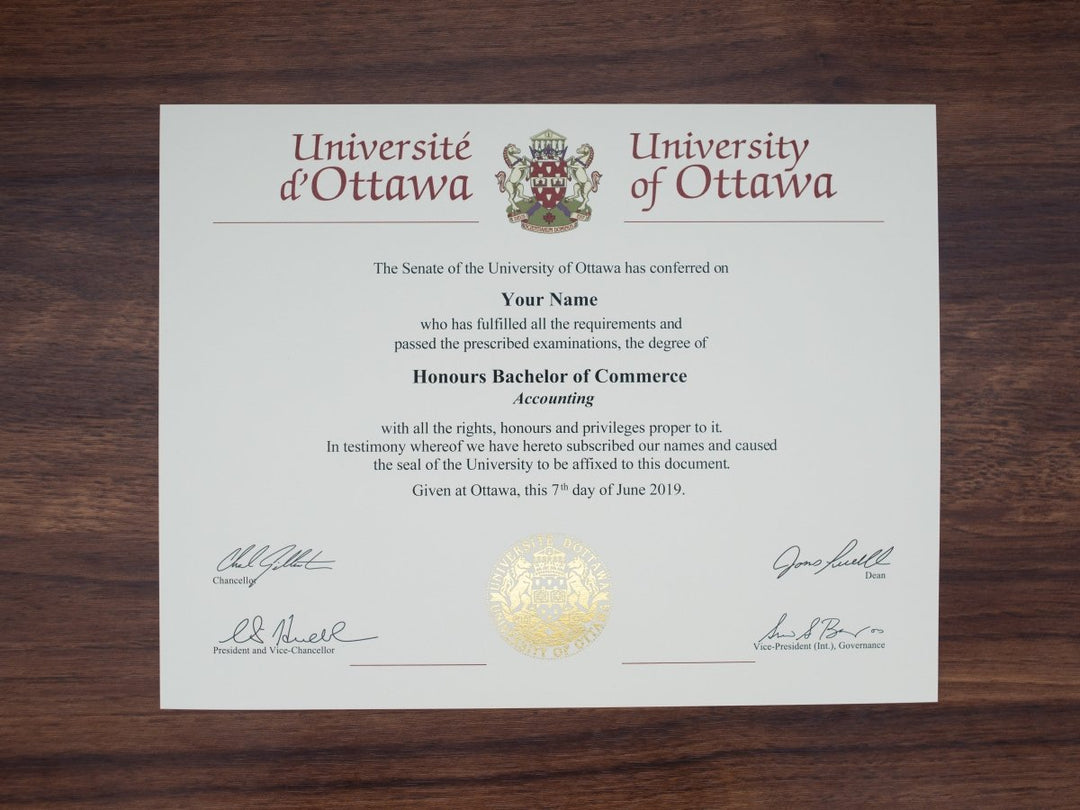 Université
d'Ottawa
University
of Ottawa
The Senate of the University of Ottawa has conferred on
Your Name
who has fulfilled all the requirements and
passed the prescribed examinations, the degree of
Honours Bachelor of Commerce
Accounting
with all the rights, honours and privileges proper to it.
In testimony whereof we have hereto subscribed our names and caused
the seal of the University to be affixed to this document.
Given at Ottawa, this 7th day of June 2019.
Chancellor
Dean
President and Vice-Chancellor
Vice-President (Int.), Governance
UNIVERSITÉ D'OTTAWA